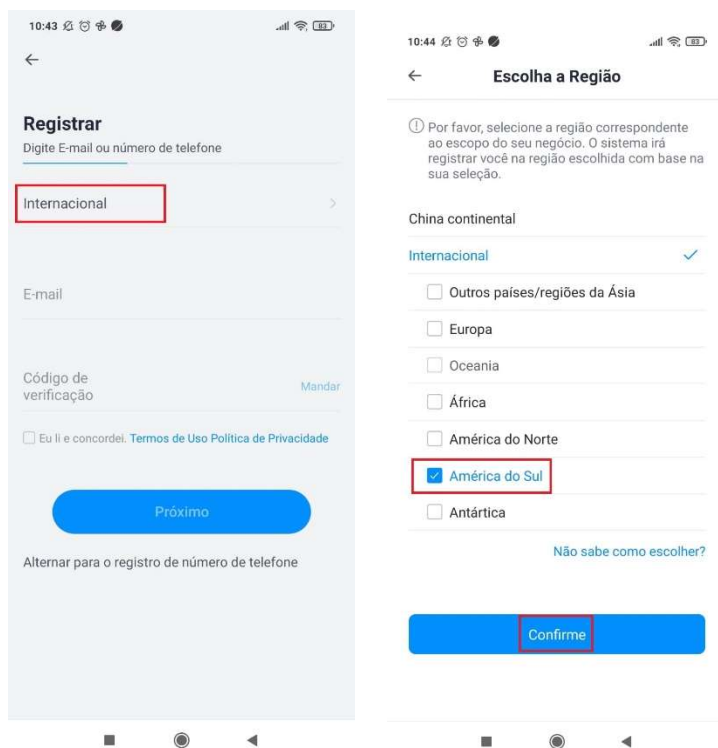 10:43
83
Registrar
Digite E-mail ou número de telefone
Internacional
E-mail
Código de
verificação
Mandar
Eu li e concordei. Termos de Uso Política de Privacidade
Próximo
Alternar para o registro de número de telefone
10:44
83
Escolha a Região
Por favor, selecione a região correspondente
ao escopo do seu negócio. O sistema irá
registrar você na região escolhida com base na
sua seleção.
China continental
Internacional
Outros países/regiões da Ásia
Europa
Oceania
África
América do Norte
América do Sul
Antártica
Não sabe como escolher?
Confirme